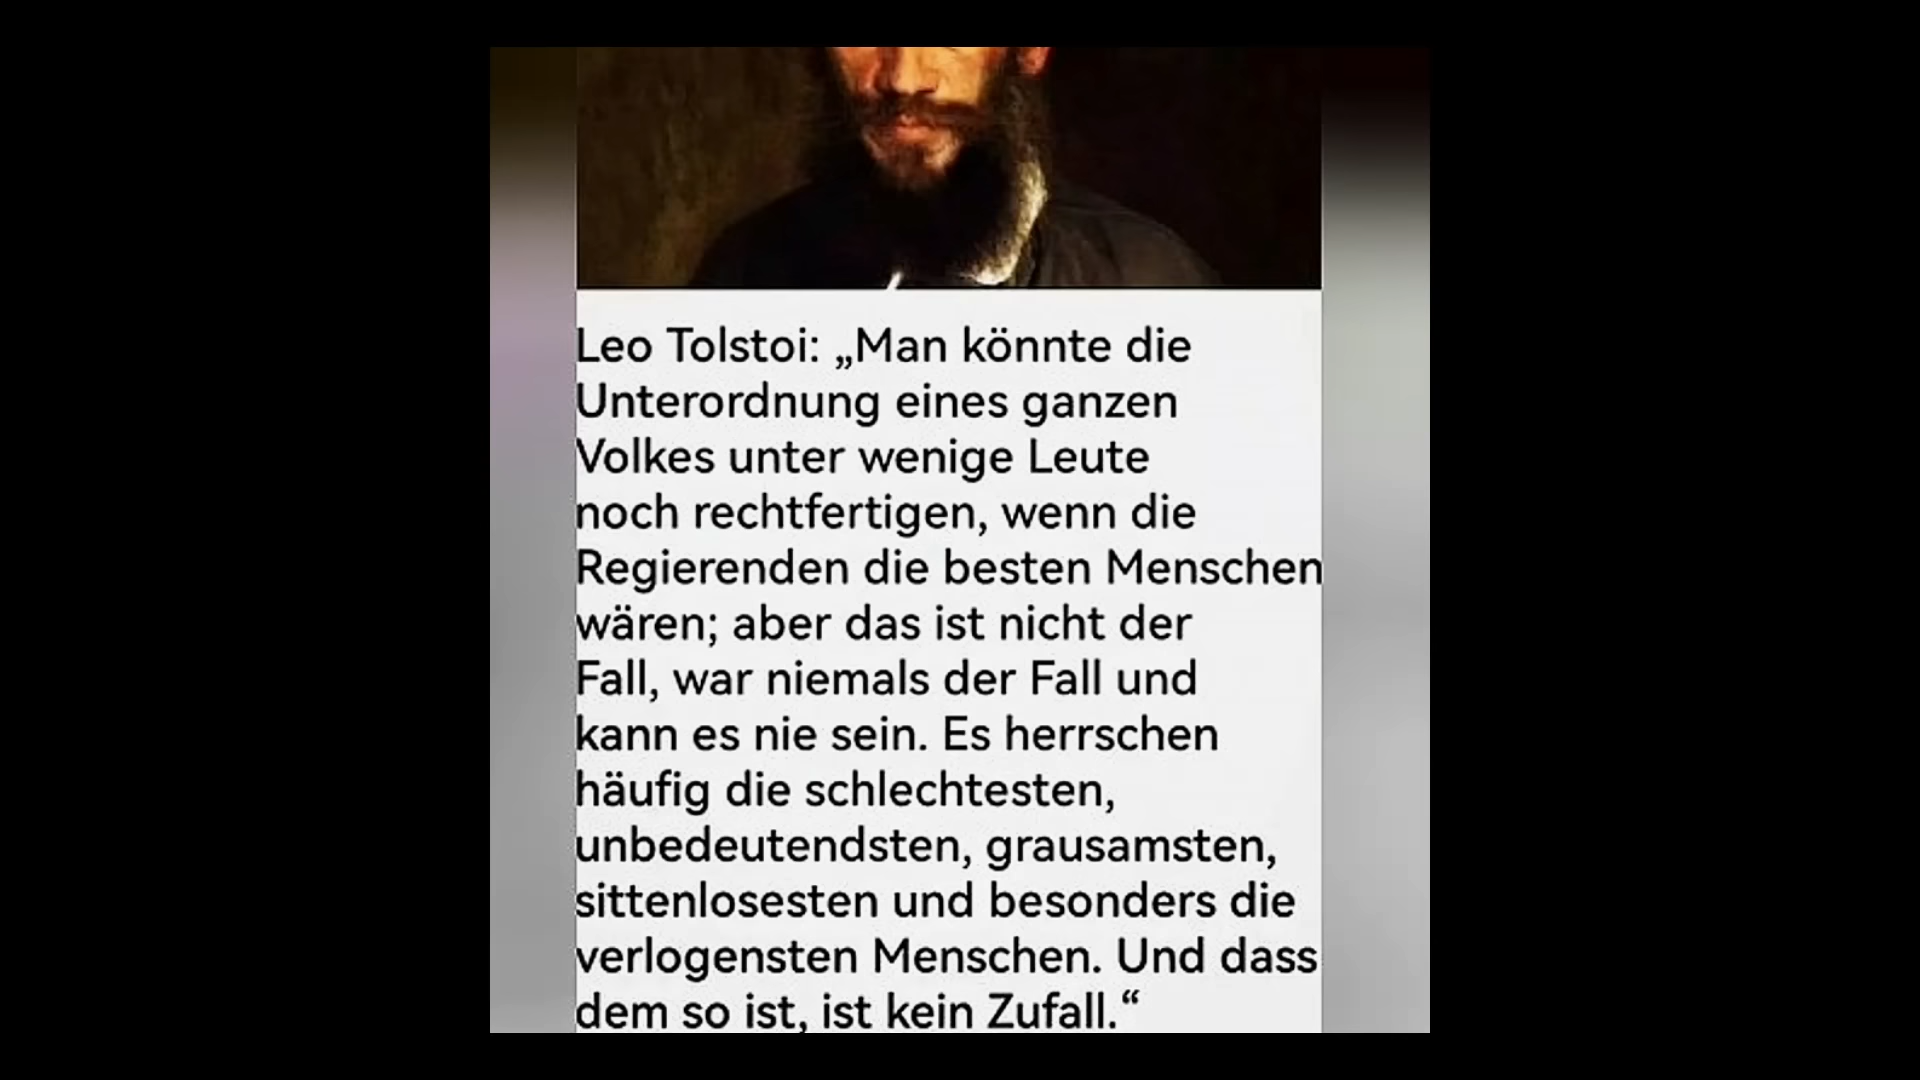 Leo Tolstoi: „Man könnte die
Unterordnung eines ganzen
Volkes unter wenige Leute
noch rechtfertigen, wenn die
Regierenden die besten Menschen
wären; aber das ist nicht der
Fall, war niemals der Fall und
kann es nie sein. Es herrschen
häufig die schlechtesten,
unbedeutendsten, grausamsten,
sittenlosesten und besonders die
verlogensten Menschen. Und dass
dem so ist, ist kein Zufall.“